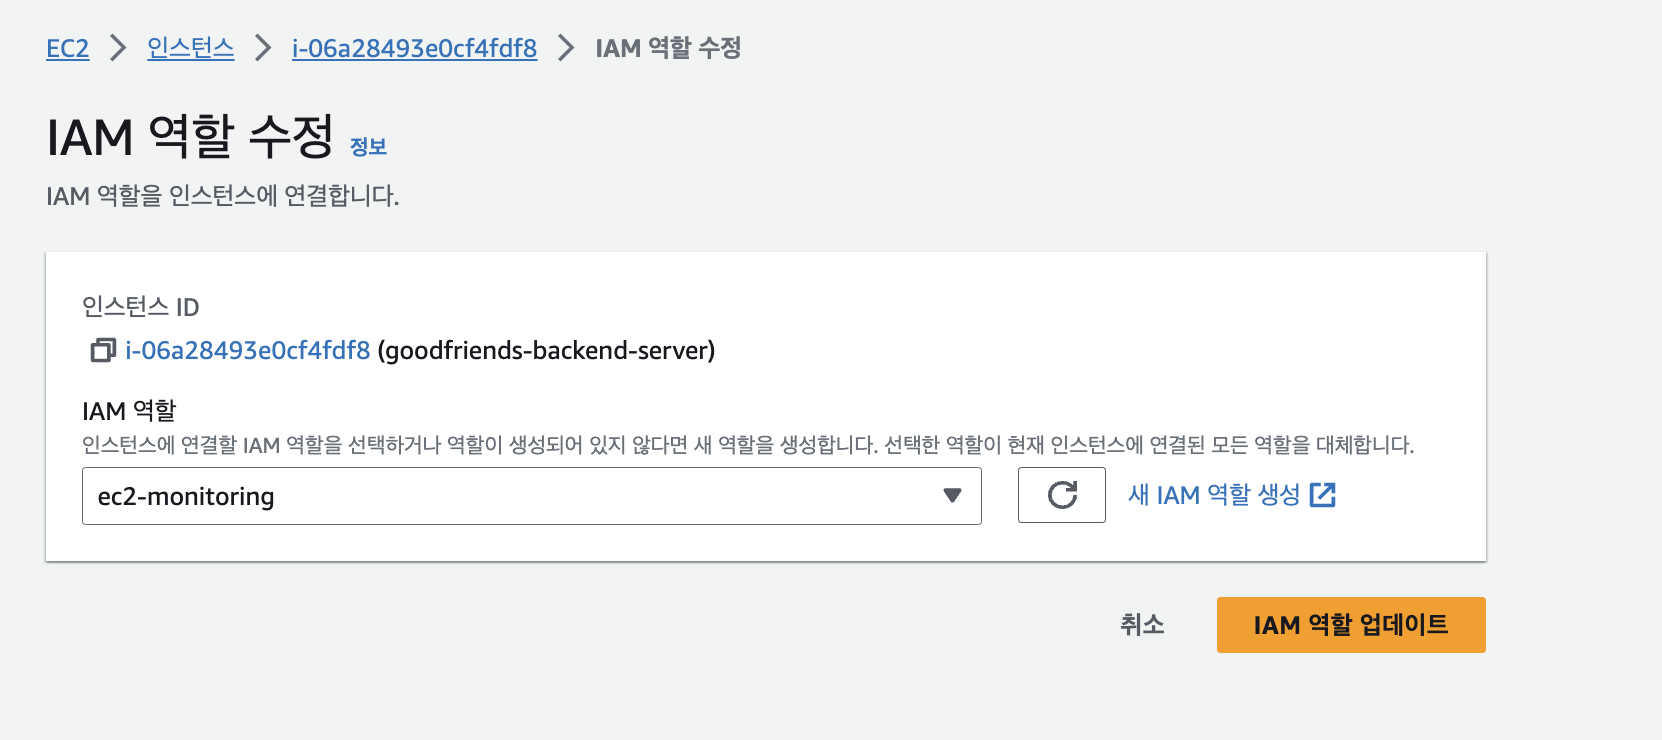 EC2 > 인스턴스 > i-06a28493e0cf4fdf8 > IAM 역할 수정
IAM 역할 수정 정보
IAM 역할을 인스턴스에 연결합니다.
인스턴스 ID
i-06a28493e0cf4fdf8 (goodfriends-backend-server)
IAM 역할
인스턴스에 연결할 IAM 역할을 선택하거나 역할이 생성되어 있지 않다면 새 역할을 생성합니다. 선택한 역할이 현재 인스턴스에 연결된 모든 역할을 대체합니다.
ec2-monitoring 새 IAM 역할 생성
취소 IAM 역할 업데이트